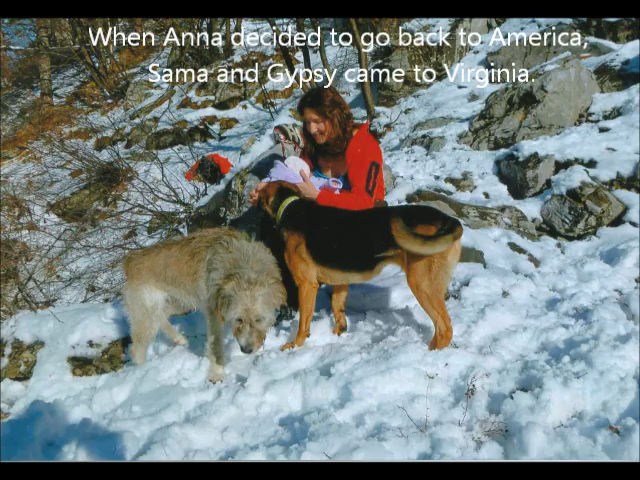 When Anna decided to go back to America,
Sama and Gypsy came to Virginia.